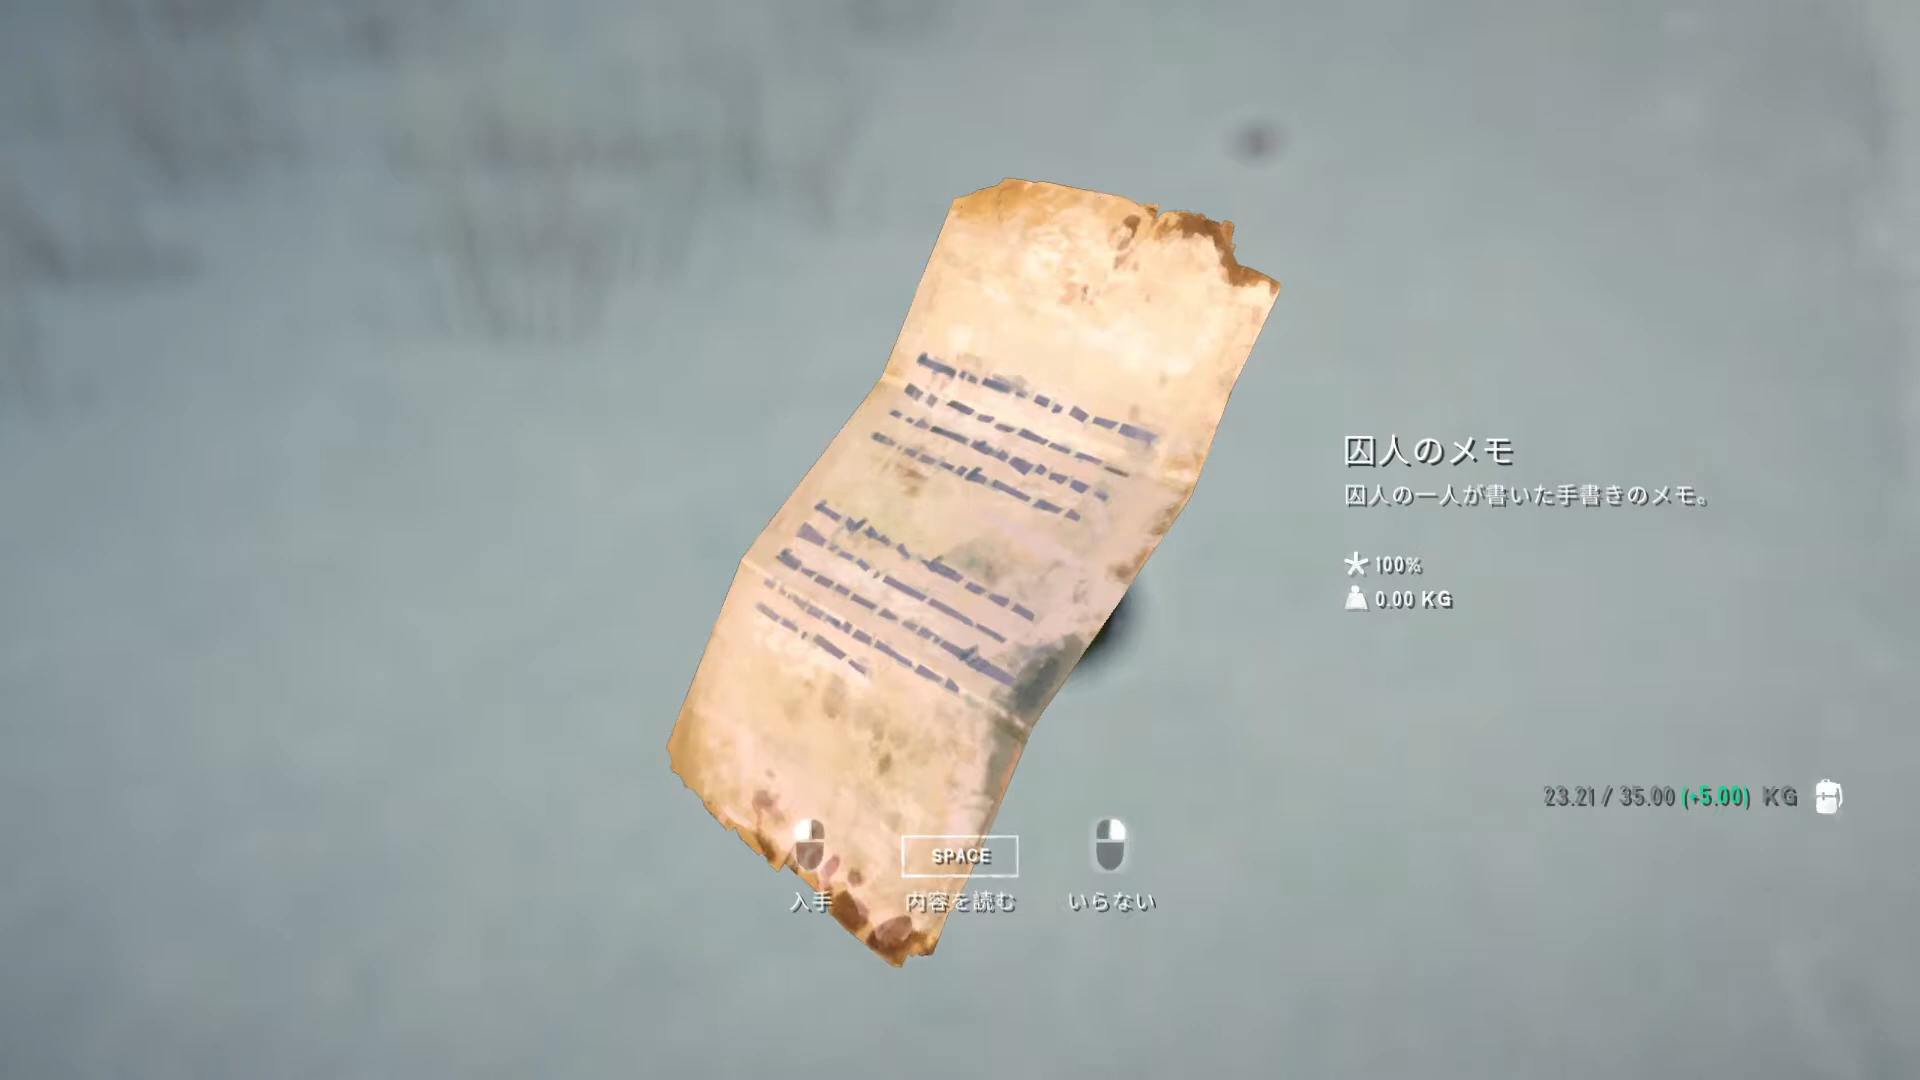 囚人のメモ
囚人の一人が書いた手書きのメモ。
100%
0.00 KG
23.21 / 35.00 (+5.00) KG
SPACE
入手 内容を読む いらない